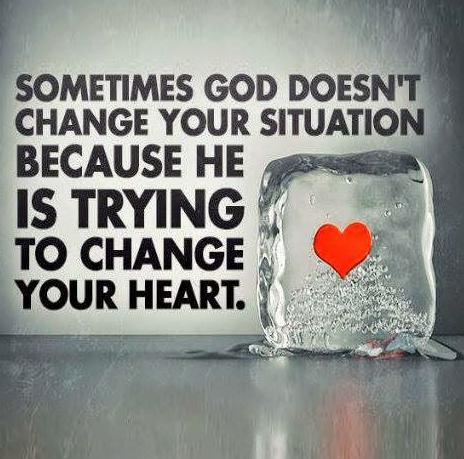 SOMETIMES GOD DOESN'T
CHANGE YOUR SITUATION
BECAUSE HE
IS TRYING
TO CHANGE
YOUR HEART.